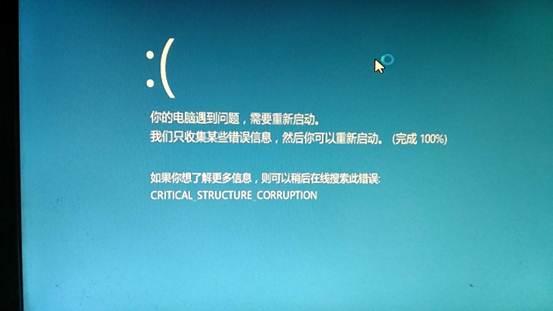 :(
你的电脑遇到问题，需要重新启动。
我们只收集某些错误信息，然后你可以重新启动。 (完成 100%)
如果你想了解更多信息，则可以稍后在线搜索此错误:
CRITICAL_STRUCTURE_CORRUPTION